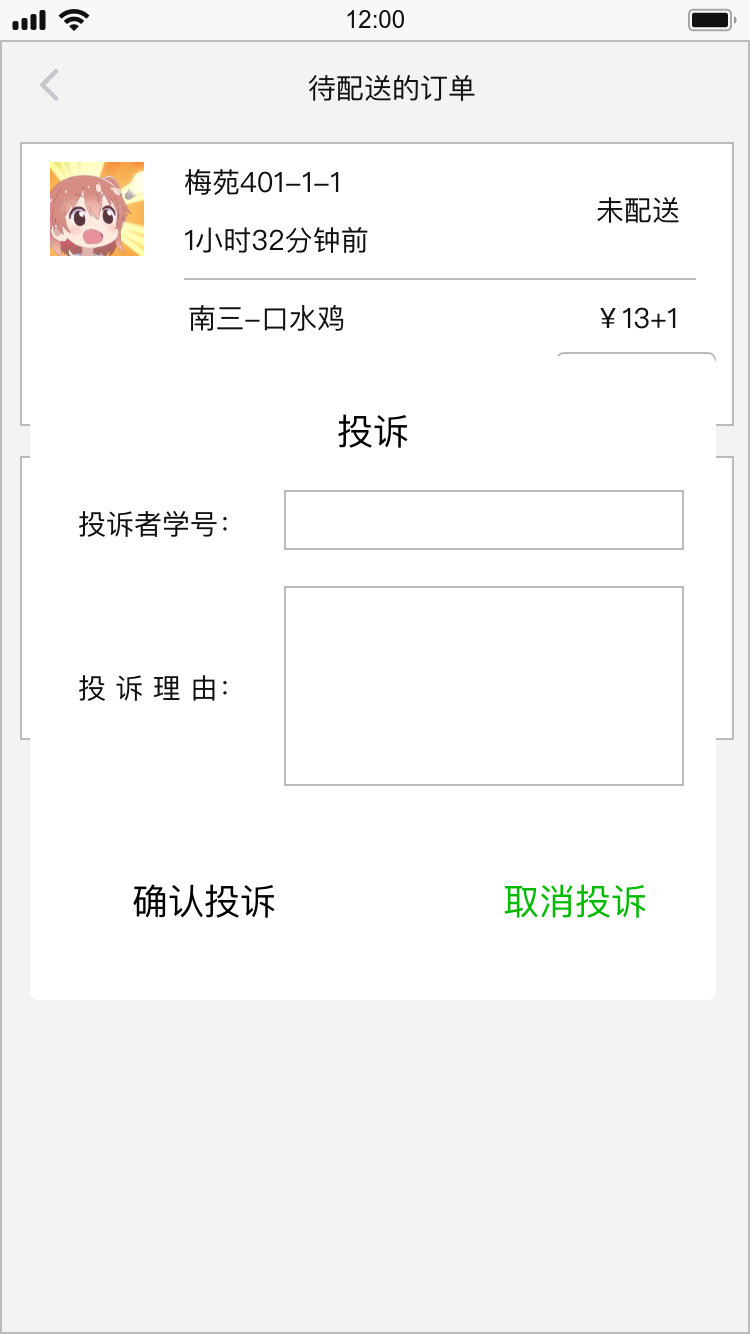 12:00
待配送的订单
梅苑401-1-1
未配送
1小时32分钟前
南三-口水鸡
￥13+1
投诉
投诉者学号：
投 诉 理 由：
确认投诉
取消投诉